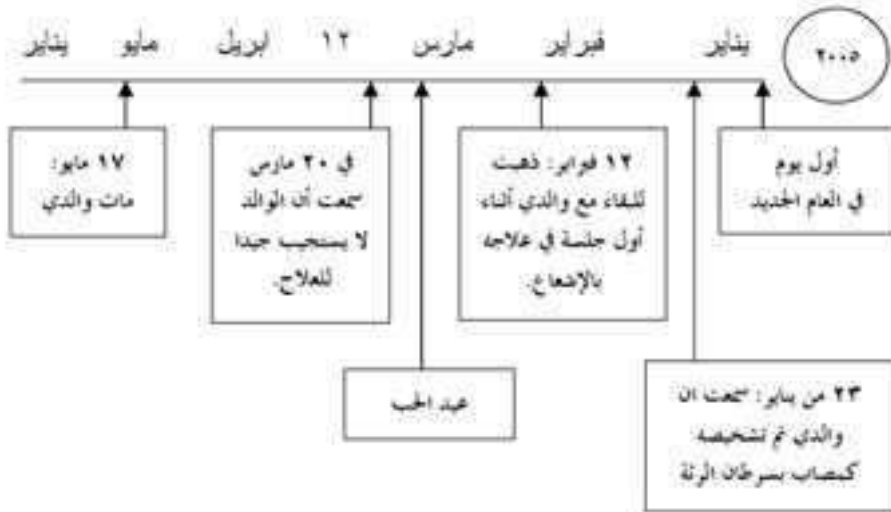 ٢٠٠٥
يناير فبراير مارس ١٢ ابريل مايو يناير
أول يوم
في العام الجديد
١٢ فبراير: ذهبت
للبقاء مع والدي أثناء
أول جلسة في علاجه
بالإشعاع.
في ٢٠ مارس
سمعت أن الوالد
لا يستجيب جيدا
للعلاج.
١٧ مايو:
مات والدي
٢٣ من يناير: سمعت ان
والدي تم تشخيصه
كمصاب بسرطان الرئة
عيد الحب